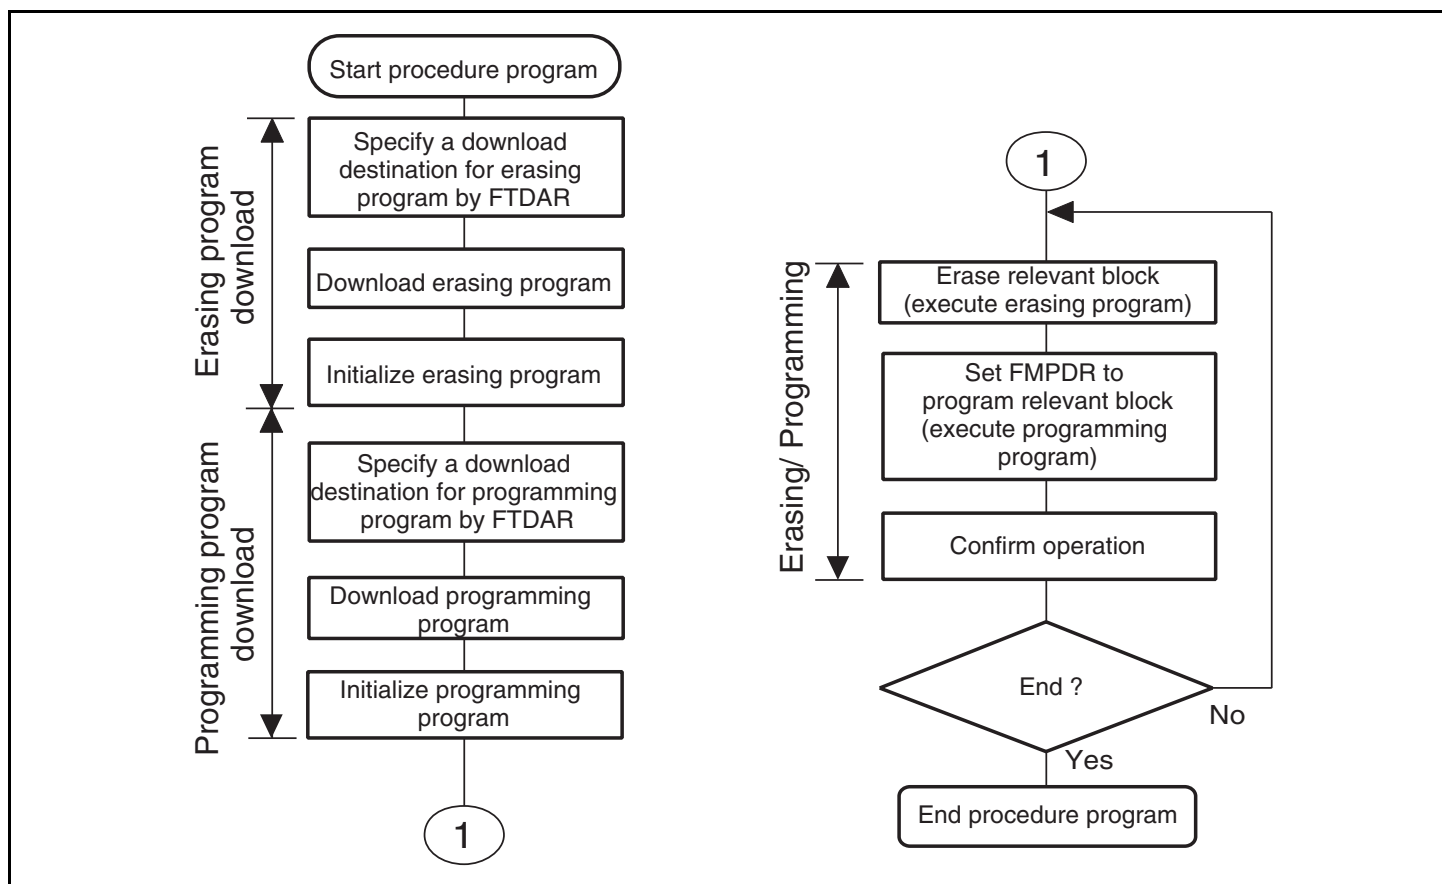 Start procedure program
Erasing program
download
Specify a download
destination for erasing
program by FTDAR
Download erasing program
Initialize erasing program
Programming program
download
Specify a download
destination for programming
program by FTDAR
Download programming
program
Initialize programming
program
1
1
Erasing/ Programming
Erase relevant block
(execute erasing program)
Set FMPDR to
program relevant block
(execute programming
program)
Confirm operation
End ?
No
Yes
End procedure program